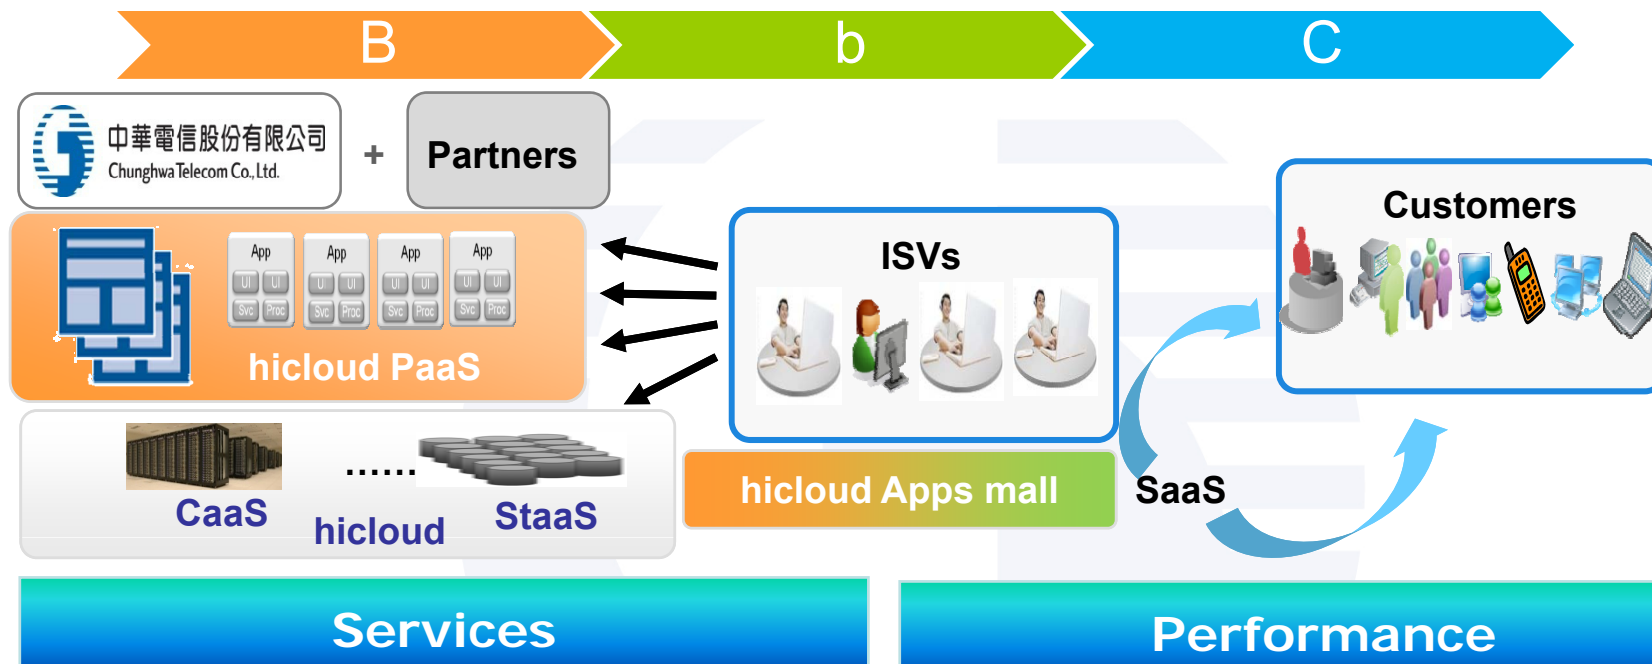 B
b
C
中華電信股份有限公司
Chunghwa Telecom Co., Ltd.
+
Partners
App
UI UI
Svc Proc
App
UI UI
Svc Proc
App
UI UI
Svc Proc
App
UI UI
Svc Proc
hicloud PaaS
ISVs
Customers
......
CaaS
hicloud
StaaS
hicloud Apps mall
SaaS
Services
Performance